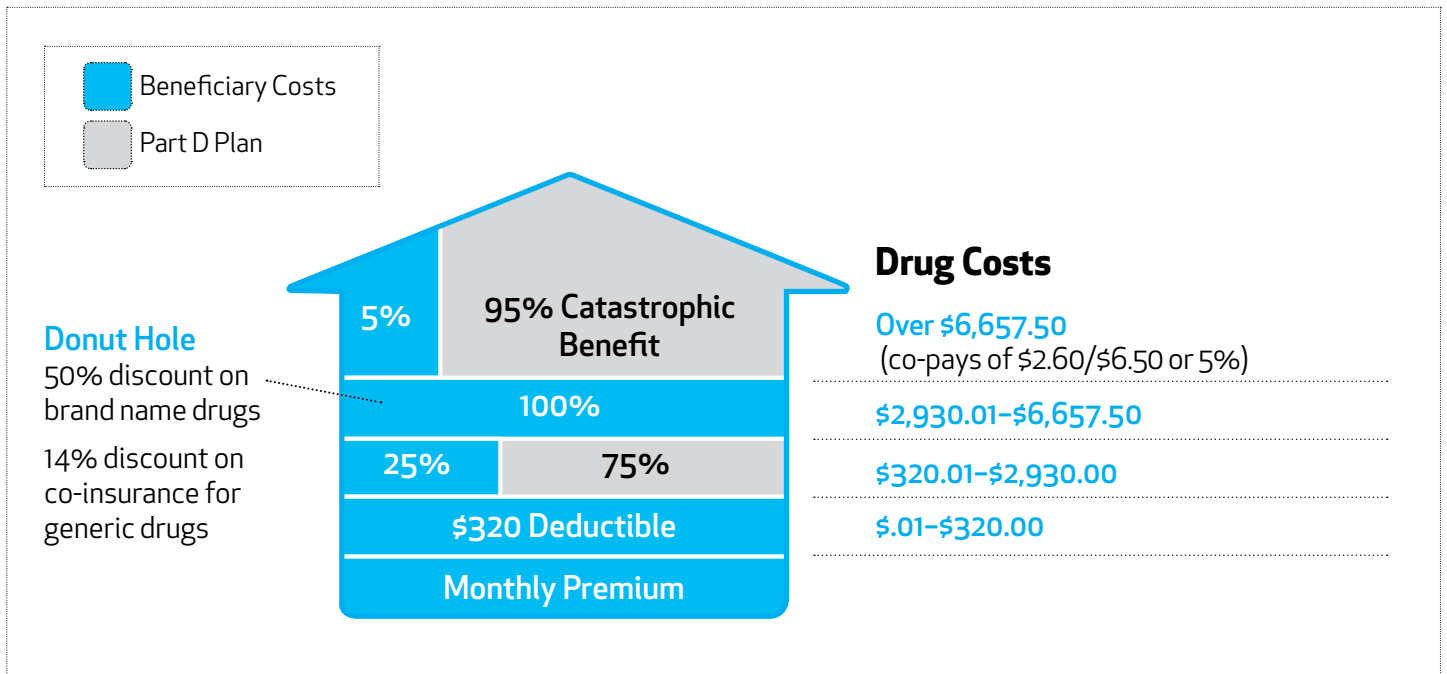 Beneficiary Costs
Part D Plan
Donut Hole
50% discount on
brand name drugs
14% discount on
co-insurance for
generic drugs
5%
95% Catastrophic
Benefit
100%
25%
75%
$320 Deductible
Monthly Premium
Drug Costs
Over $6,657.50
(co-pays of $2.60/$6.50 or 5%)
$2,930.01–$6,657.50
$320.01–$2,930.00
$.01–$320.00